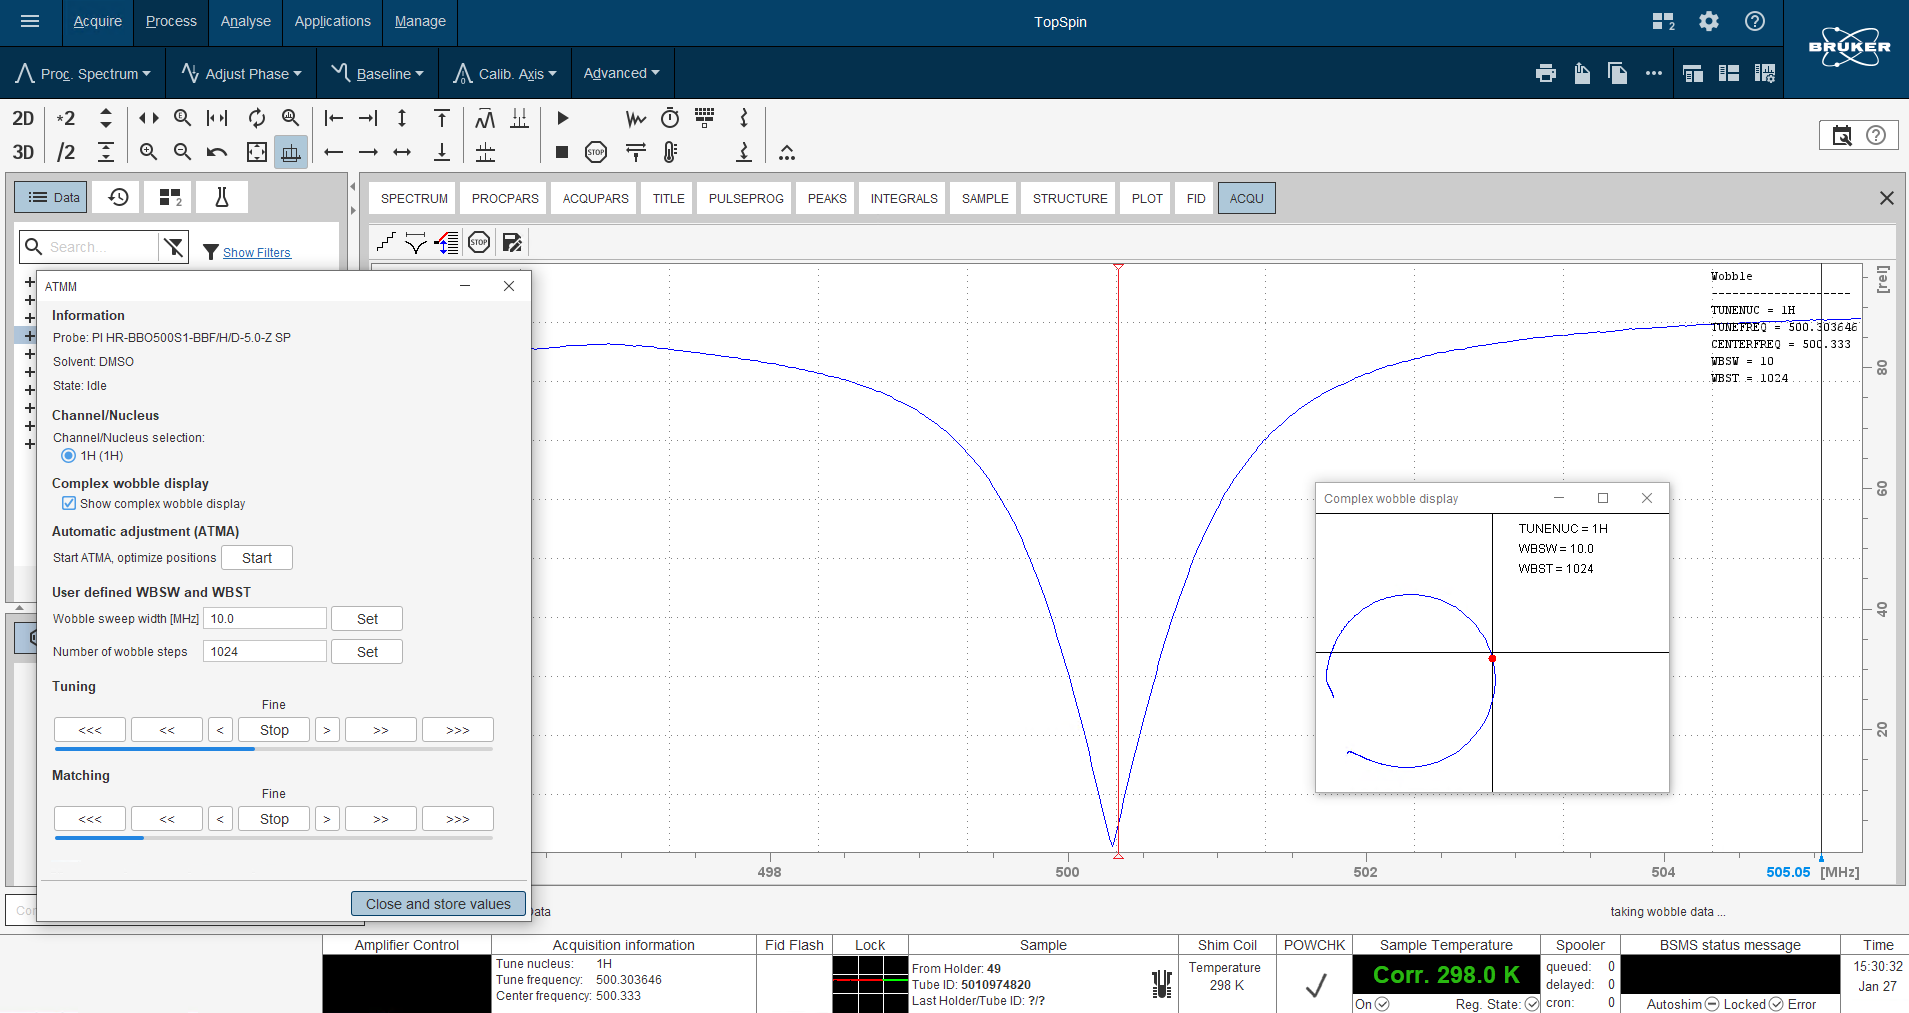 Acquire
Process
Analyse
Applications
Manage
TopSpin
2
BRUKER
Proc. Spectrum
Adjust Phase
Baseline
Calib. Axis
Advanced
2D
*2
3D
/2
STOP
Data
2
SPECTRUM
PROCPARS
ACQUPARS
TITLE
PULSEPROG
PEAKS
INTEGRALS
SAMPLE
STRUCTURE
PLOT
FID
ACQU
Search...
Show Filters
STOP
ATMM
Information
Probe: PI HR-BBO500S1-BBF/H/D-5.0-Z SP
Solvent: DMSO
State: Idle
Channel/Nucleus
Channel/Nucleus selection:
1H (1H)
Complex wobble display
Show complex wobble display
Automatic adjustment (ATMA)
Start ATMA, optimize positions
Start
User defined WBSW and WBST
Wobble sweep width [MHz]
10.0
Set
Number of wobble steps
1024
Set
Tuning
Fine
<<<
<<
<
Stop
>
>>
>>>
Matching
Fine
<<<
<<
<
Stop
>
>>
>>>
Close and store values
Wobble
--------------------
TUNENUC = 1H
TUNEFREQ = 500.303646
CENTERFREQ = 500.333
WBSW = 10
WBST = 1024
[rel]
80
60
40
20
Complex wobble display
TUNENUC = 1H
WBSW = 10.0
WBST = 1024
498
500
502
504
505.05
[MHz]
Data
taking wobble data ...
Amplifier Control
Acquisition information
Tune nucleus: 1H
Tune frequency: 500.303646
Center frequency: 500.333
Fid Flash
Lock
Sample
From Holder: 49
Tube ID: 5010974820
Last Holder/Tube ID: ?/?
Shim Coil
Temperature
298 K
POWCHK
Sample Temperature
Corr. 298.0 K
On
Reg. State:
Spooler
queued: 0
delayed: 0
cron: 0
BSMS status message
Autoshim
Locked
Error
Time
15:30:32
Jan 27